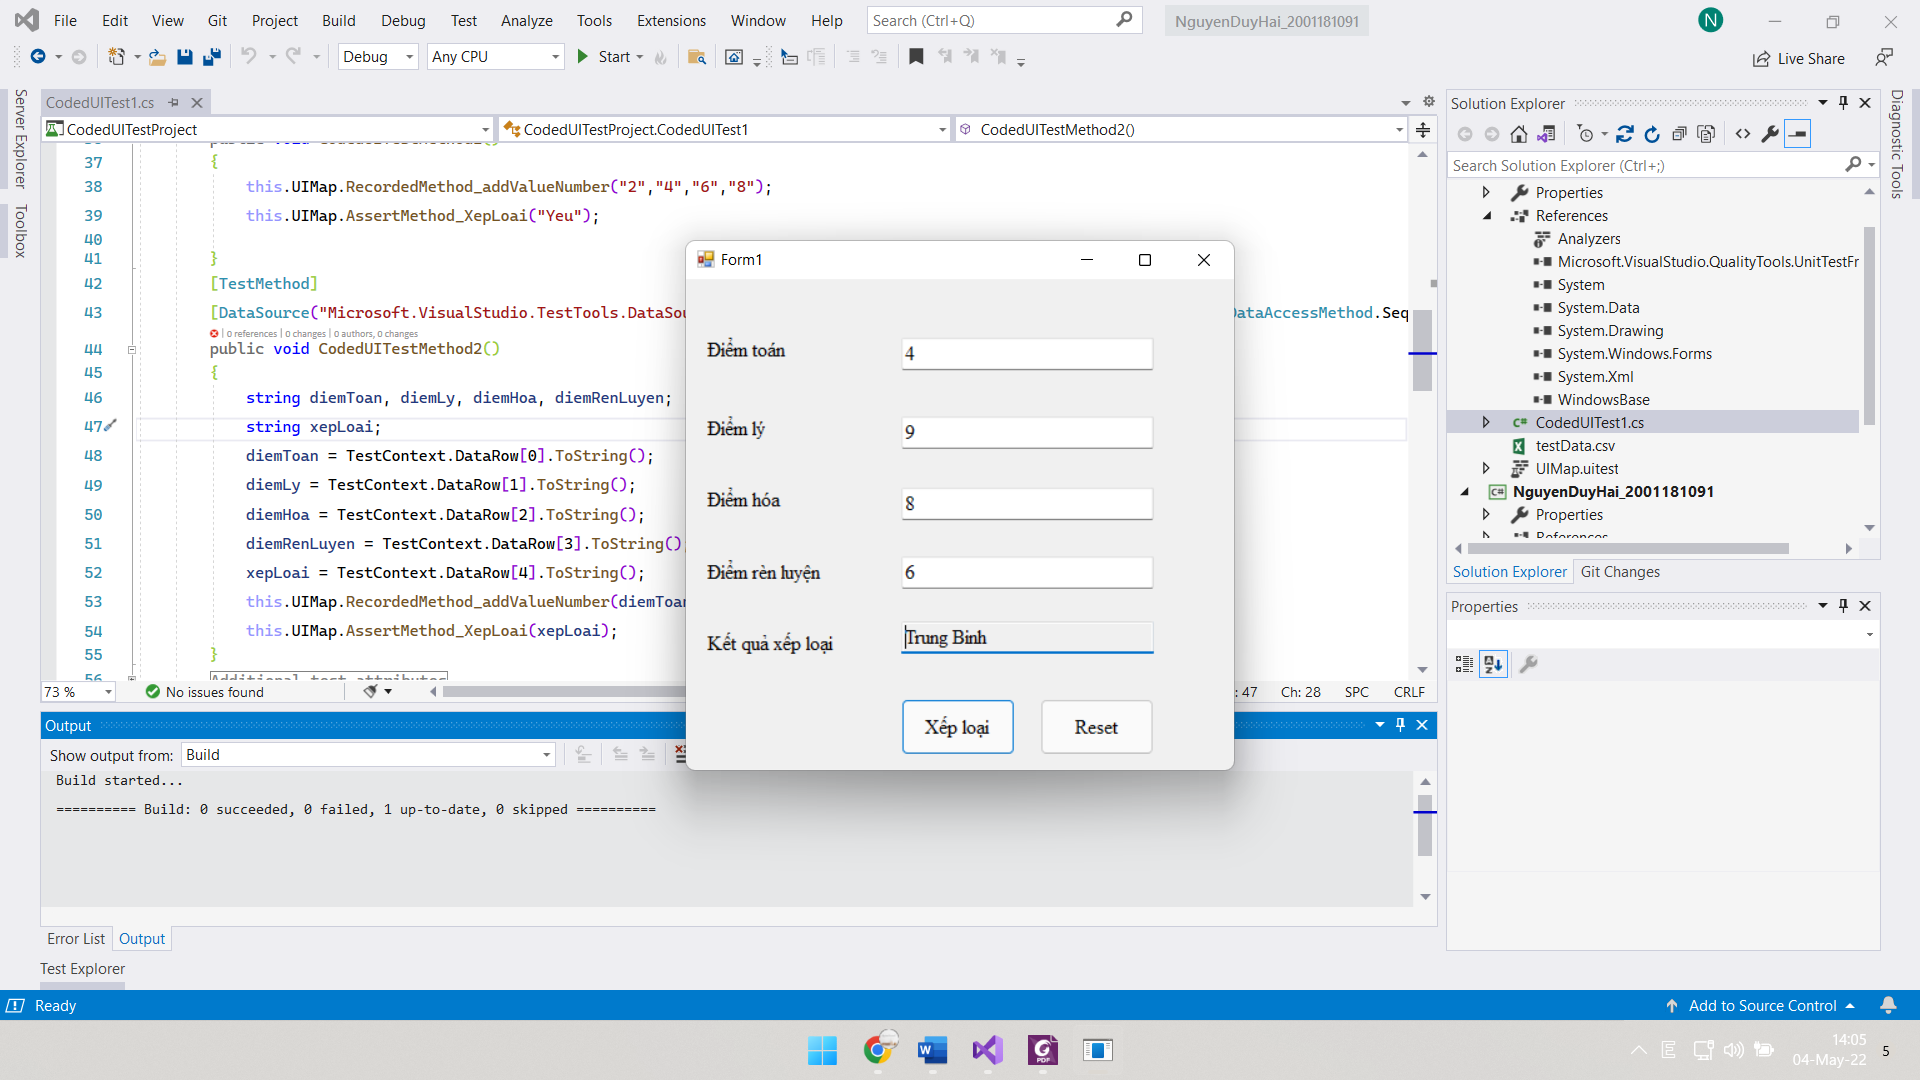 File Edit View Git Project Build Debug Test Analyze Tools Extensions Window Help Search (Ctrl+Q) NguyenDuyHai_2001181091 N
Debug Any CPU Start Live Share
Server Explorer
Toolbox
CodedUITest1.cs
CodedUITestProject CodedUITestProject.CodedUITest1 CodedUITestMethod2()
37 {
38 this.UIMap.RecordedMethod_addValueNumber("2","4","6","8");
39 this.UIMap.AssertMethod_XepLoai("Yeu");
40
41 }
42 [TestMethod]
43 [DataSource("Microsoft.VisualStudio.TestTools.DataSou DataAccessMethod.Seq
0 references | 0 changes | 0 authors, 0 changes
44 public void CodedUITestMethod2()
45 {
46 string diemToan, diemLy, diemHoa, diemRenLuyen;
47 string xepLoai;
48 diemToan = TestContext.DataRow[0].ToString();
49 diemLy = TestContext.DataRow[1].ToString();
50 diemHoa = TestContext.DataRow[2].ToString();
51 diemRenLuyen = TestContext.DataRow[3].ToString()
52 xepLoai = TestContext.DataRow[4].ToString();
53 this.UIMap.RecordedMethod_addValueNumber(diemToan
54 this.UIMap.AssertMethod_XepLoai(xepLoai);
55 }
56 Additional test attributes
73 % No issues found : 47 Ch: 28 SPC CRLF
Form1
Điểm toán 4
Điểm lý 9
Điểm hóa 8
Điểm rèn luyện 6
Kết quả xếp loại Trung Binh
Xếp loại Reset
Output
Show output from: Build
Build started...
========== Build: 0 succeeded, 0 failed, 1 up-to-date, 0 skipped ==========
Error List Output
Test Explorer
Solution Explorer
Search Solution Explorer (Ctrl+;)
Properties
References
Analyzers
Microsoft.VisualStudio.QualityTools.UnitTestFr
System
System.Data
System.Drawing
System.Windows.Forms
System.Xml
WindowsBase
CodedUITest1.cs
testData.csv
UIMap.uitest
NguyenDuyHai_2001181091
Properties
References
Solution Explorer Git Changes
Properties
Diagnostic Tools
Ready Add to Source Control
14:05
04-May-22 5